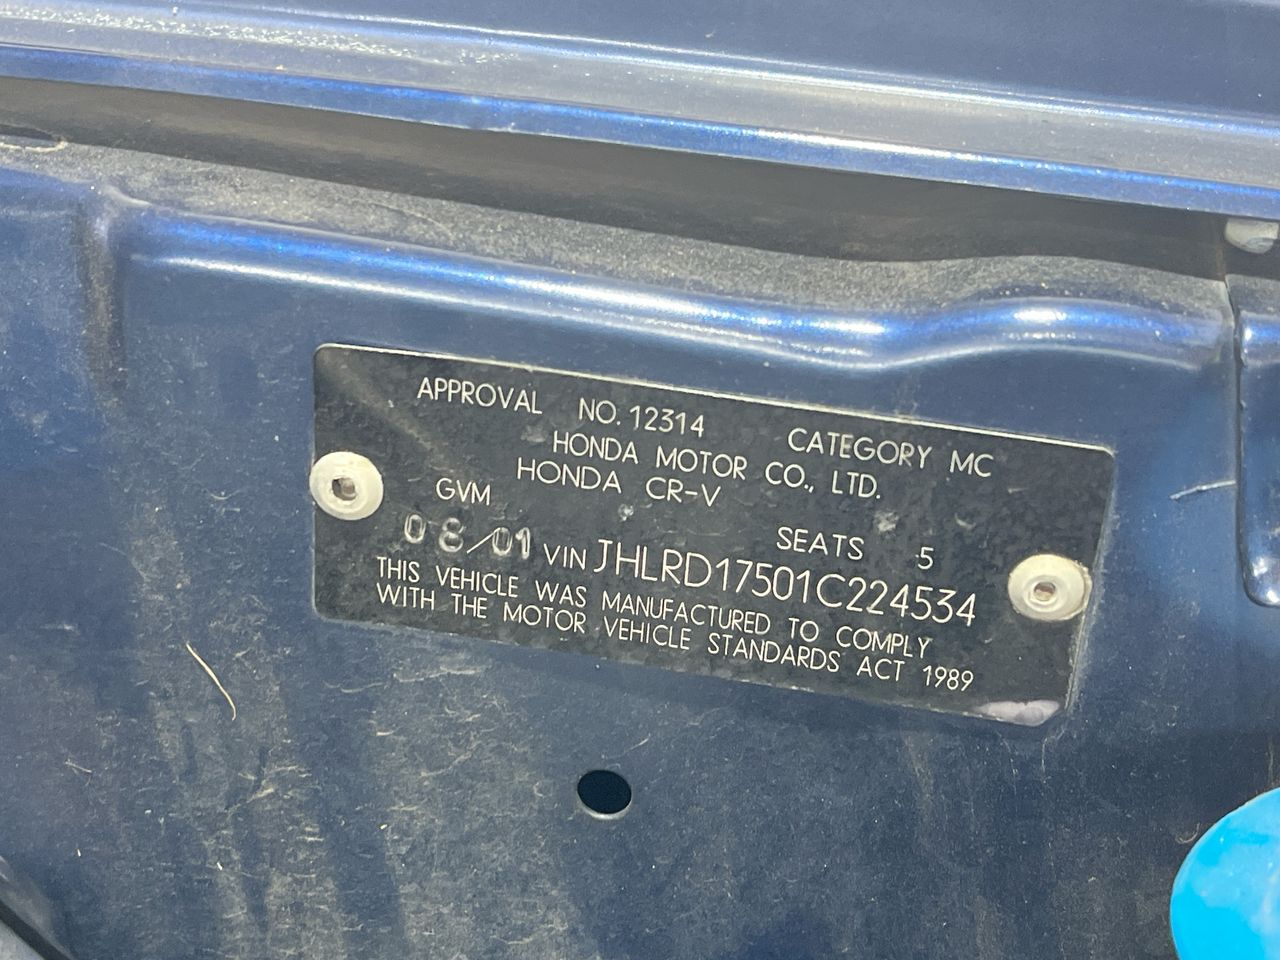 APPROVAL NO. 12314 CATEGORY MC
HONDA MOTOR CO., LTD.
HONDA CR-V
GVM SEATS 5
08/01 VIN JHLRD17501C224534
THIS VEHICLE WAS MANUFACTURED TO COMPLY
WITH THE MOTOR VEHICLE STANDARDS ACT 1989